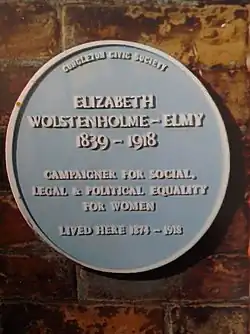 CONGLETON CIVIC SOCIETY
ELIZABETH
WOLSTENHOLME - ELMY
1839 - 1918
CAMPAIGNER FOR SOCIAL,
LEGAL & POLITICAL EQUALITY
FOR WOMEN
LIVED HERE 1874 - 1918